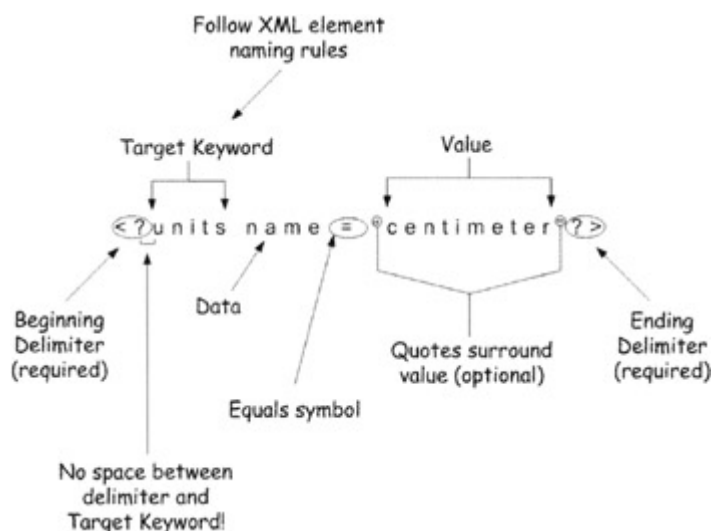 Follow XML element
naming rules
Target Keyword
Value
<?units name="centimeter"?>
Beginning
Delimiter
(required)
Data
Equals symbol
Quotes surround
value (optional)
Ending
Delimiter
(required)
No space between
delimiter and
Target Keyword!